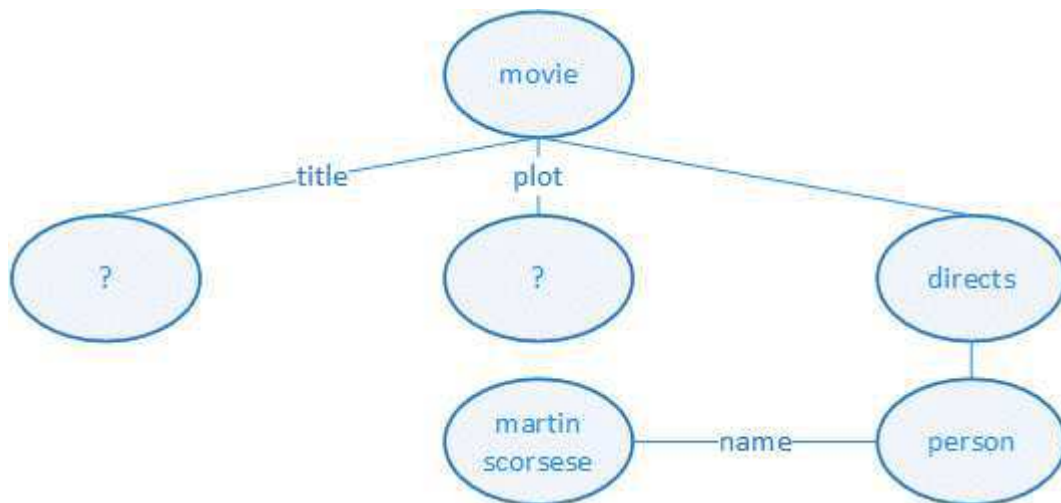 movie
title
plot
?
?
directs
martin
scorsese
name
person